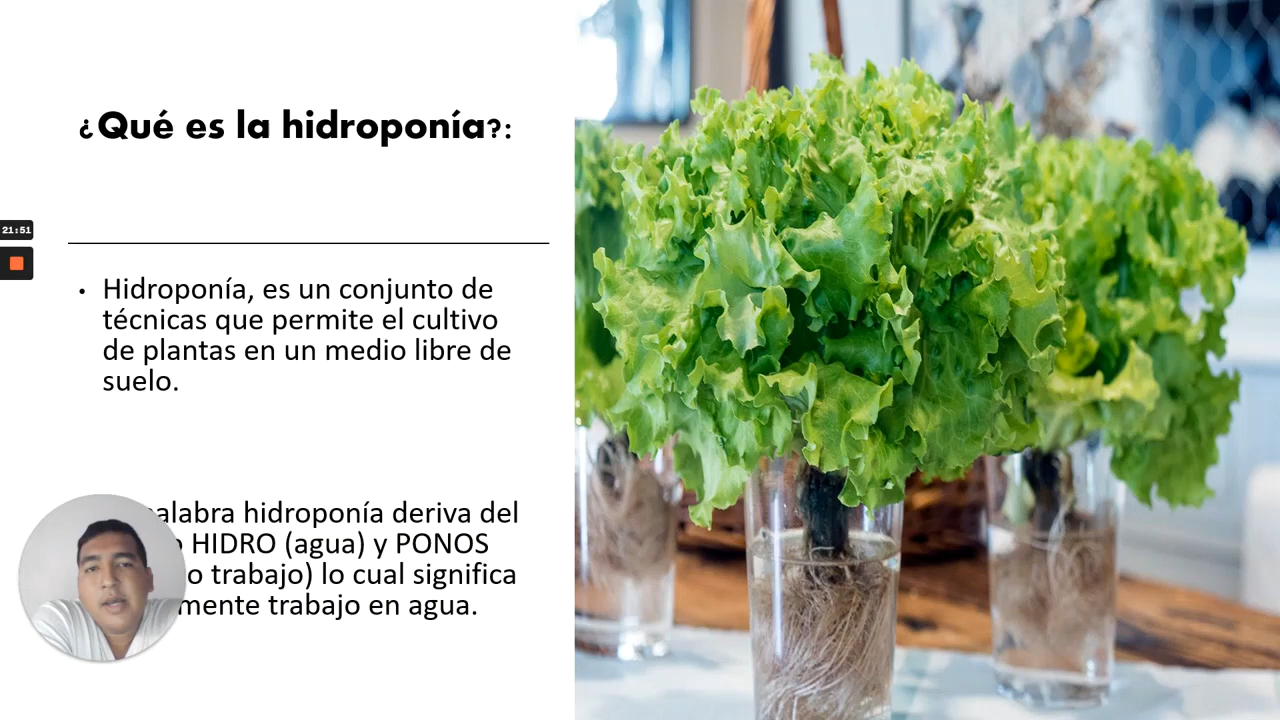 ¿Qué es la hidroponía?:
21:51
• Hidroponía, es un conjunto de
técnicas que permite el cultivo
de plantas en un medio libre de
suelo.
alabra hidroponía deriva del
HIDRO (agua) y PONOS
o trabajo) lo cual significa
mente trabajo en agua.